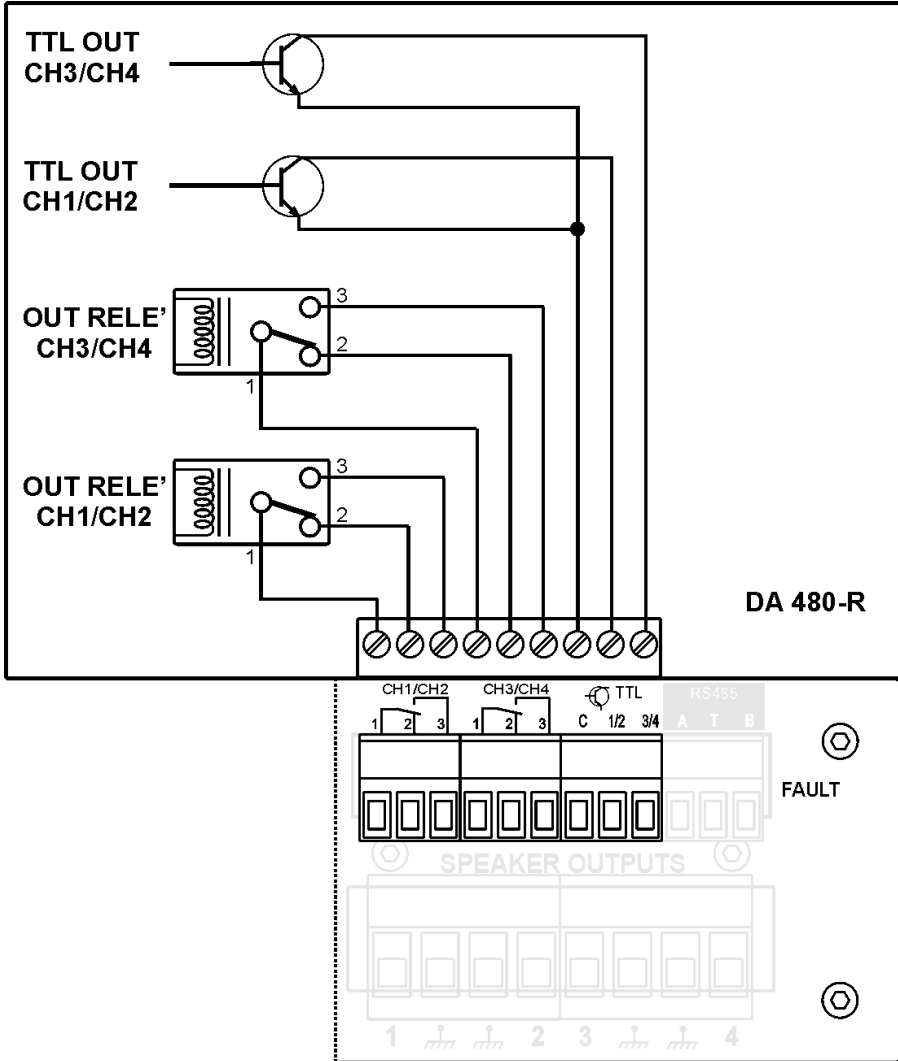 TTL OUT
CH3/CH4
TTL OUT
CH1/CH2
OUT RELE'
CH3/CH4
3
2
1
OUT RELE'
CH1/CH2
3
2
1
DA 480-R
CH1/CH2
CH3/CH4
TTL
RS485
1 2 3
1 2 3
C 1/2 3/4
A T B
FAULT
SPEAKER OUTPUTS
1 2 3 4